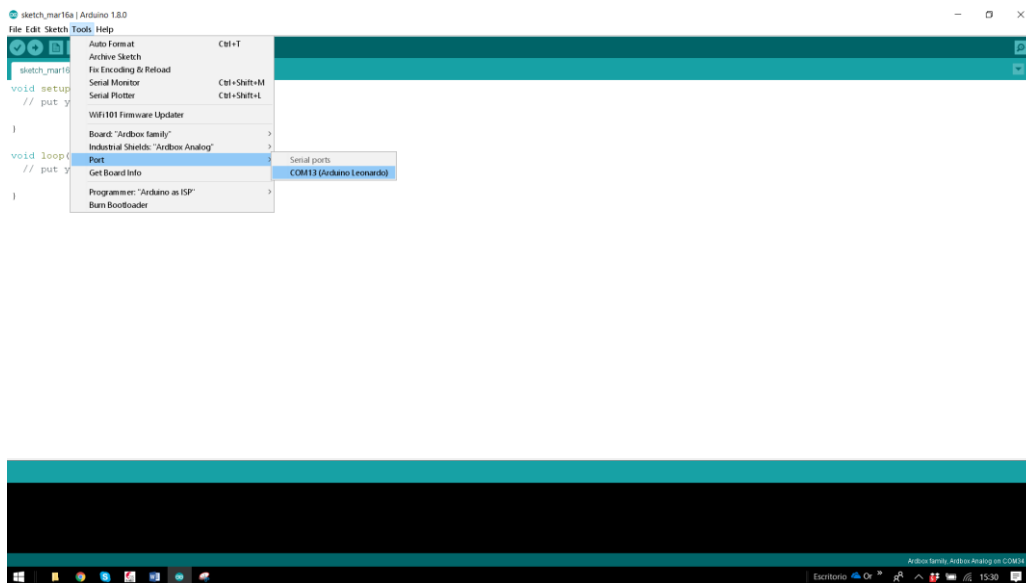 sketch_mar16a | Arduino 1.8.0
File Edit Sketch Tools Help
sketch_mar16
Auto Format Ctrl+T
Archive Sketch
Fix Encoding & Reload
Serial Monitor Ctrl+Shift+M
Serial Plotter Ctrl+Shift+L
WiFi101 Firmware Updater
Board: "Ardbox family"
Industrial Shields: "Ardbox Analog"
Port
Get Board Info
Programmer: "Arduino as ISP"
Burn Bootloader
Serial ports
COM13 (Arduino Leonardo)
void setup
// put y
}
void loop(
// put y
}
Ardbox family, Ardbox Analog on COM34
Escritorio Or » 15:30